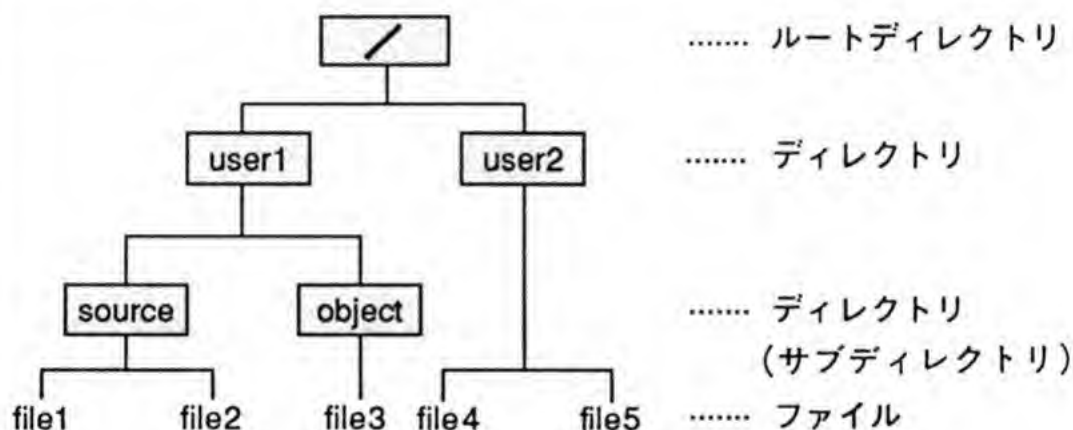 / ....... ルートディレクトリ
user1 user2 ....... ディレクトリ
source object ....... ディレクトリ
(サブディレクトリ)
file1 file2 file3 file4 file5 ....... ファイル